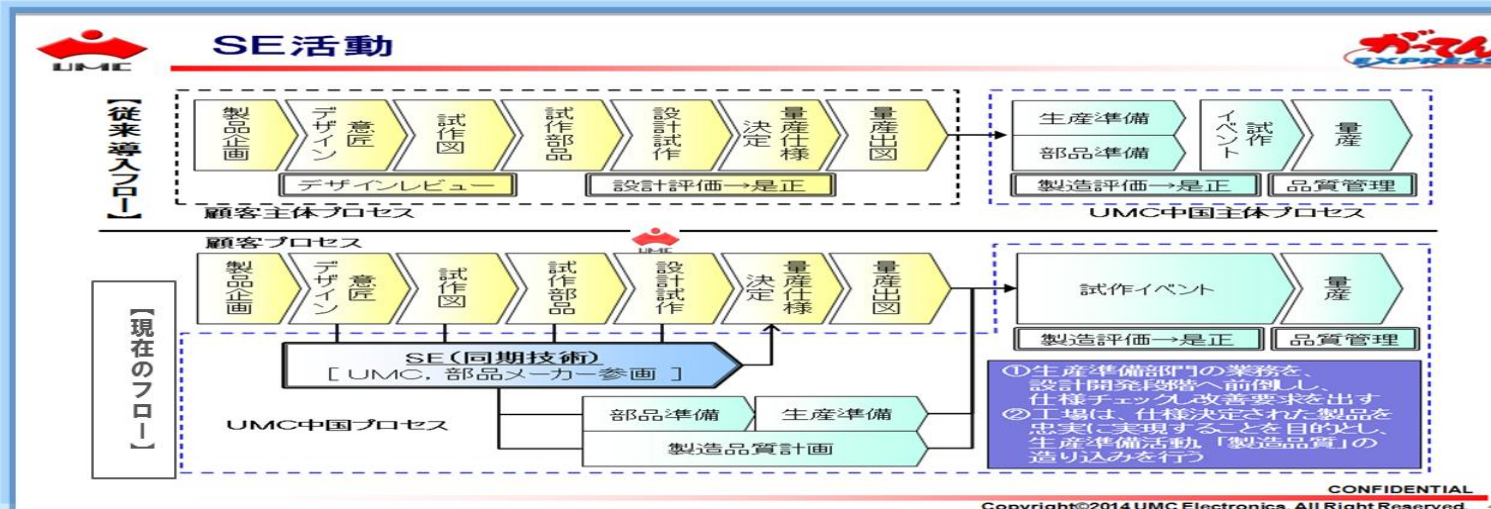 UMC
SE活動
がってん
EXPRESS
【従来導入フロー】
製品企画
デザイン
意匠
試作図
試作部品
設計試作
量産仕様
決定
量産出図
デザインレビュー
設計評価→是正
顧客主体プロセス
生産準備
部品準備
イベント
試作
量産
製造評価→是正
品質管理
UMC中国主体プロセス
顧客プロセス
UMC
【現在のフロー】
製品企画
デザイン
意匠
試作図
試作部品
設計試作
量産仕様
決定
量産出図
試作イベント
量産
製造評価→是正
品質管理
SE(同期技術)
[ UMC, 部品メーカー参画 ]
UMC中国プロセス
部品準備
生産準備
製造品質計画
①生産準備部門の業務を、
設計開発段階へ前倒しし、
仕様チェックし改善要求を出す
②工場は、仕様決定された製品を
忠実に実現することを目的とし、
生産準備活動、「製造品質」の
造り込みを行う
CONFIDENTIAL
Copyright©2014 UMC Electronics. All Right Reserved.